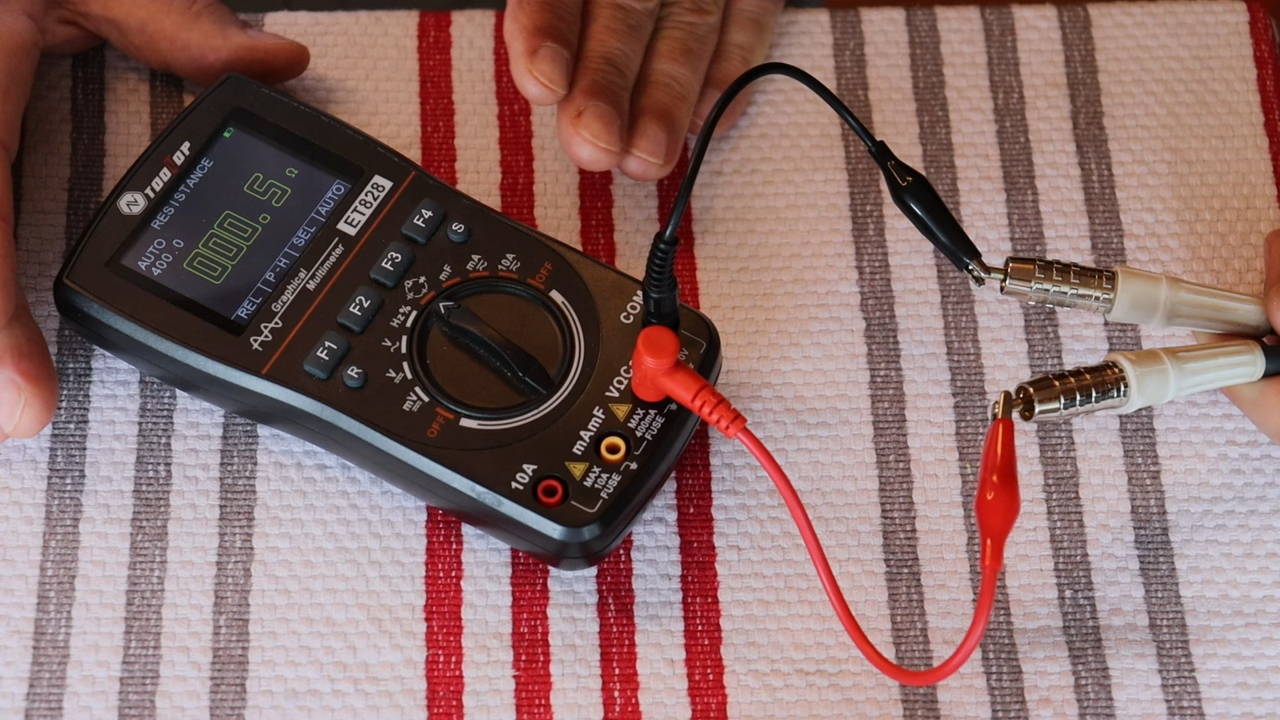 TOOLTOP
RESISTANCE
AUTO
400.0
000.5 Ω
REL | P-H | SEL | AUTO
Graphical
Multimeter
ET828
F1
F2
F3
F4
R
S
OFF
mV
V
V
Hz%
mF
mA
10A
OFF
COM
10A
mAmF
MAX
10A
FUSE
MAX
400mA
FUSE